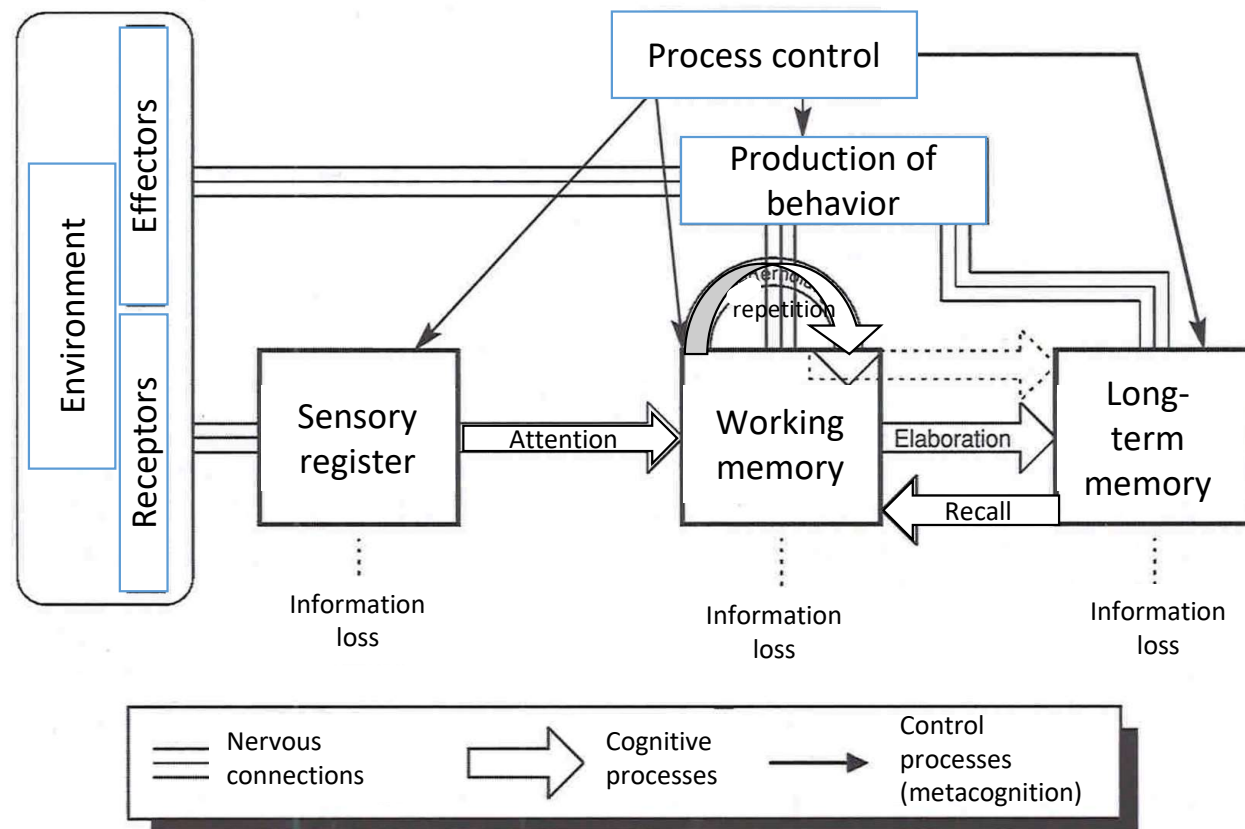 Process control
Effectors
Production of
behavior
Environment
repetition
Receptors
Sensory
register
Attention
Working
memory
Elaboration
Long-
term
memory
Recall
Information
loss
Information
loss
Information
loss
Nervous
connections
Cognitive
processes
Control
processes
(metacognition)